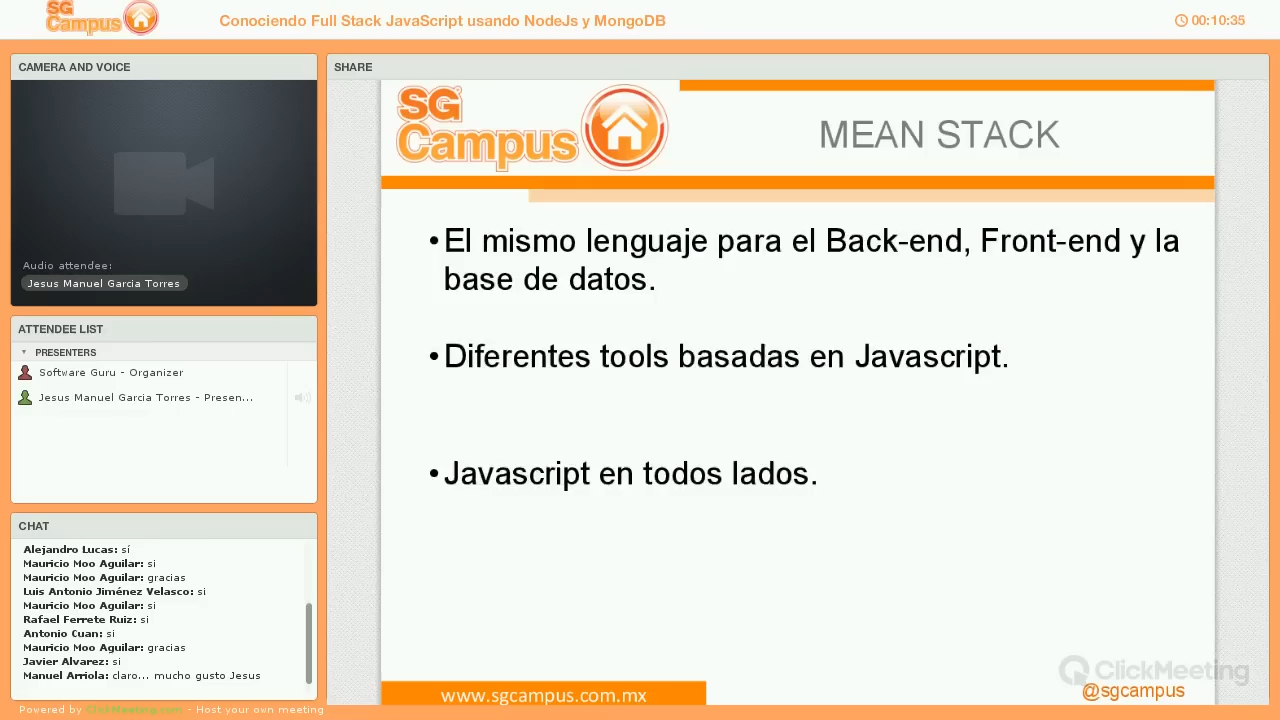 SG
Campus
Conociendo Full Stack JavaScript usando NodeJs y MongoDB
00:10:35
CAMERA AND VOICE
Audio attendee:
Jesus Manuel Garcia Torres
ATTENDEE LIST
PRESENTERS
Software Guru - Organizer
Jesus Manuel Garcia Torres - Presen...
CHAT
Alejandro Lucas: sí
Mauricio Moo Aguilar: si
Mauricio Moo Aguilar: gracias
Luis Antonio Jiménez Velasco: si
Mauricio Moo Aguilar: si
Rafael Ferrete Ruiz: si
Antonio Cuan: si
Mauricio Moo Aguilar: gracias
Javier Alvarez: si
Manuel Arriola: claro... mucho gusto Jesus
Powered by ClickMeeting.com - Host your own meeting
SHARE
SG
Campus
MEAN STACK
•El mismo lenguaje para el Back-end, Front-end y la
base de datos.
•Diferentes tools basadas en Javascript.
•Javascript en todos lados.
ClickMeeting
www.sgcampus.com.mx
@sgcampus